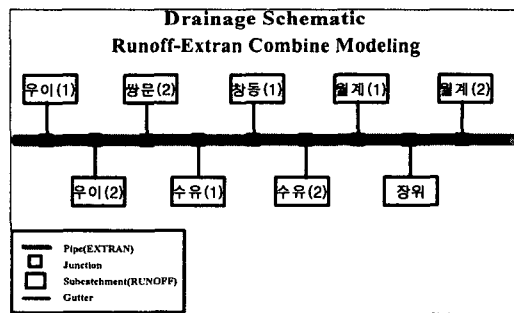 Drainage Schematic
Runoff-Extran Combine Modeling
우이(1) 쌍문(2) 창동(1) 월계(1) 월계(2)
우이(2) 수유(1) 수유(2) 장위
Pipe(EXTRAN)
Junction
Subcatchment(RUNOFF)
Gutter